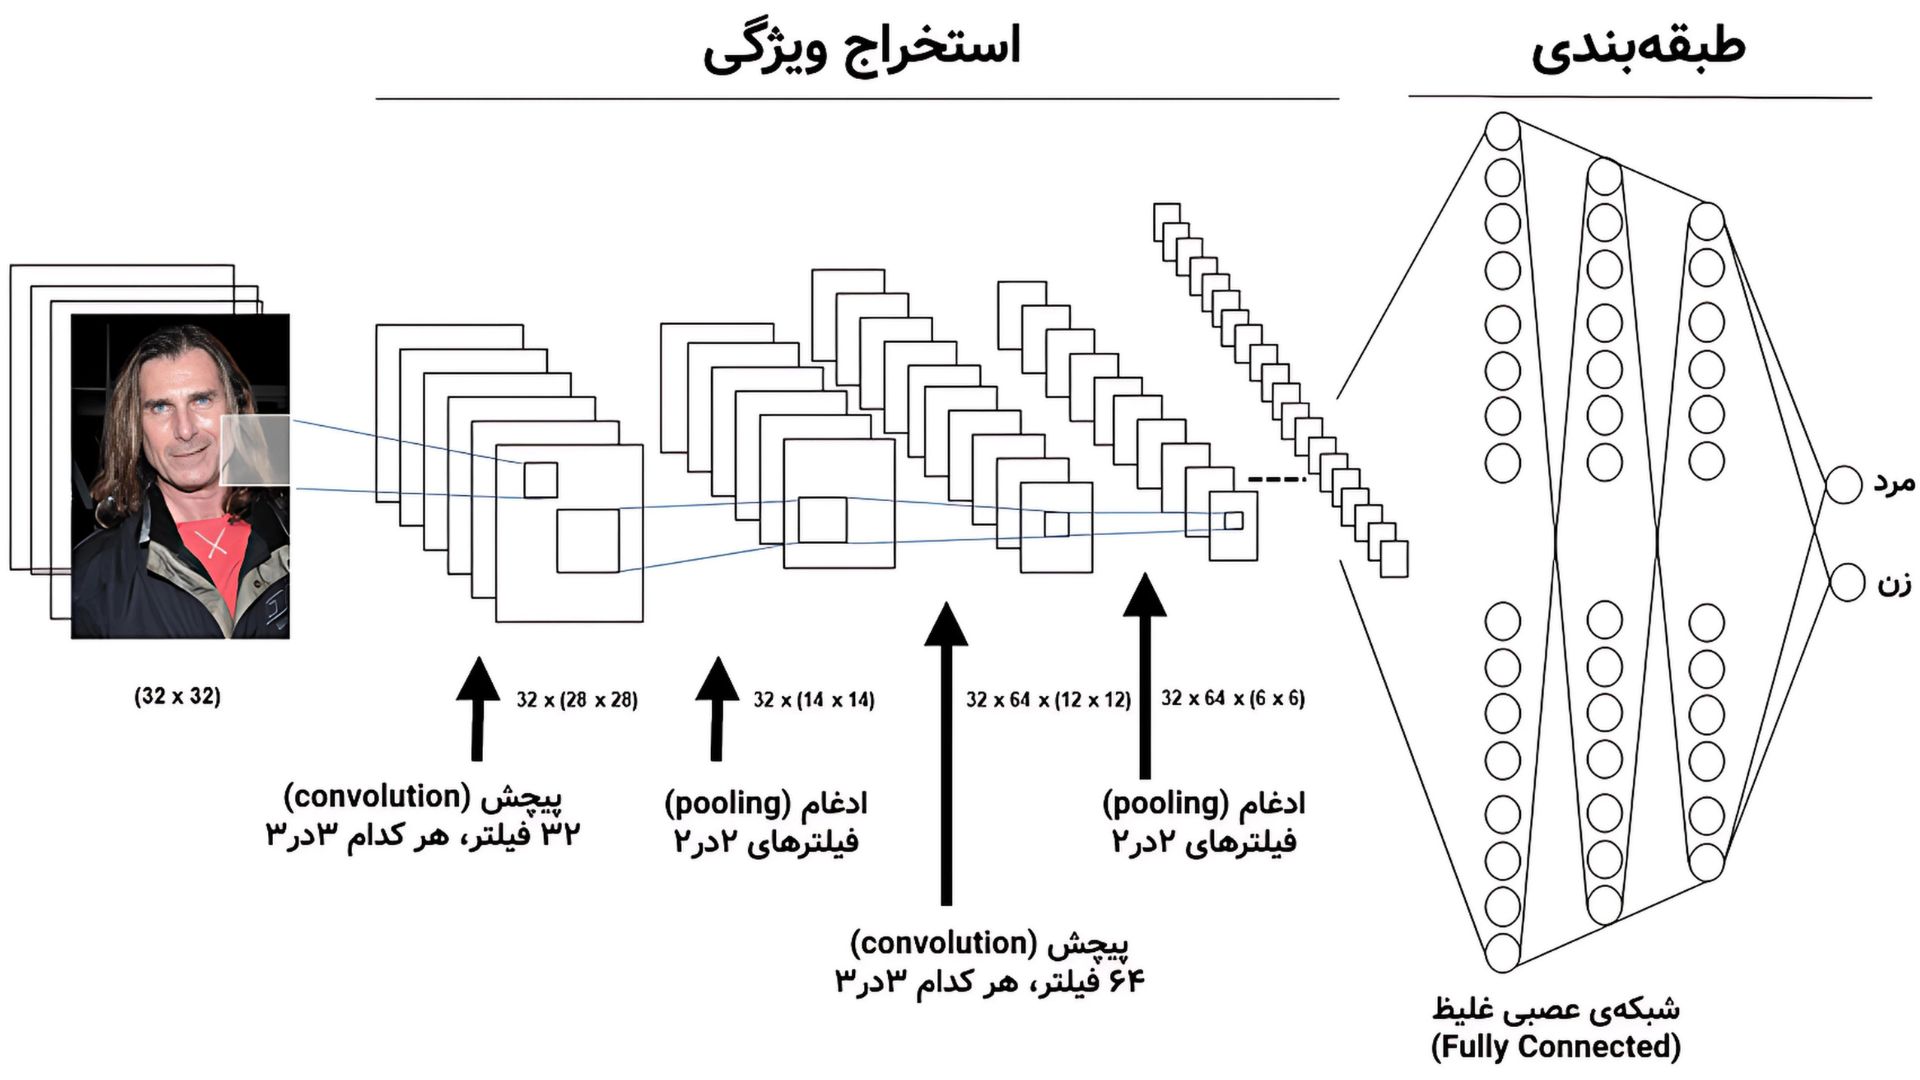 استخراج ویژگی
طبقه‌بندی
(32 x 32)
32 x (28 x 28)
32 x (14 x 14)
32 x 64 x (12 x 12)
32 x 64 x (6 x 6)
پیچش (convolution)
۳۲ فیلتر، هر کدام ۳در۳
ادغام (pooling)
فیلترهای ۲در۲
پیچش (convolution)
۶۴ فیلتر، هر کدام ۳در۳
ادغام (pooling)
فیلترهای ۲در۲
مرد
زن
شبکه‌ی عصبی غلیظ
(Fully Connected)